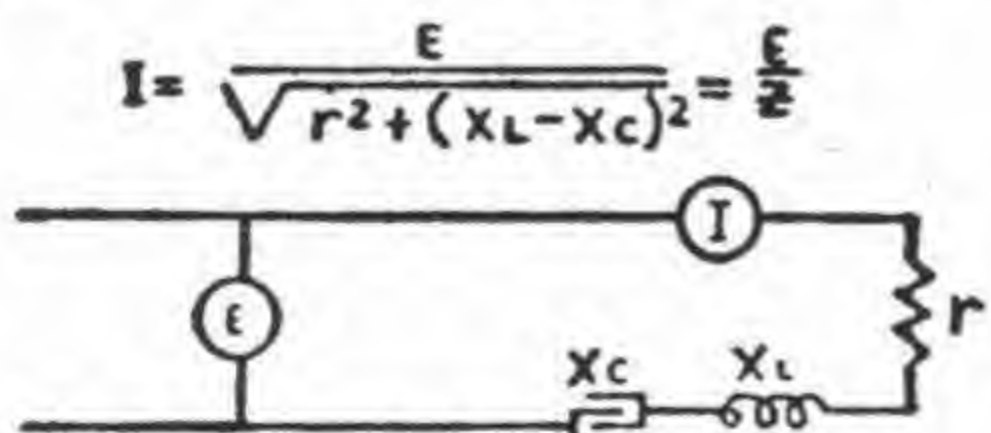 I = E / √r² + (XL - XC)² = E / Z
I
E
r
XC XL